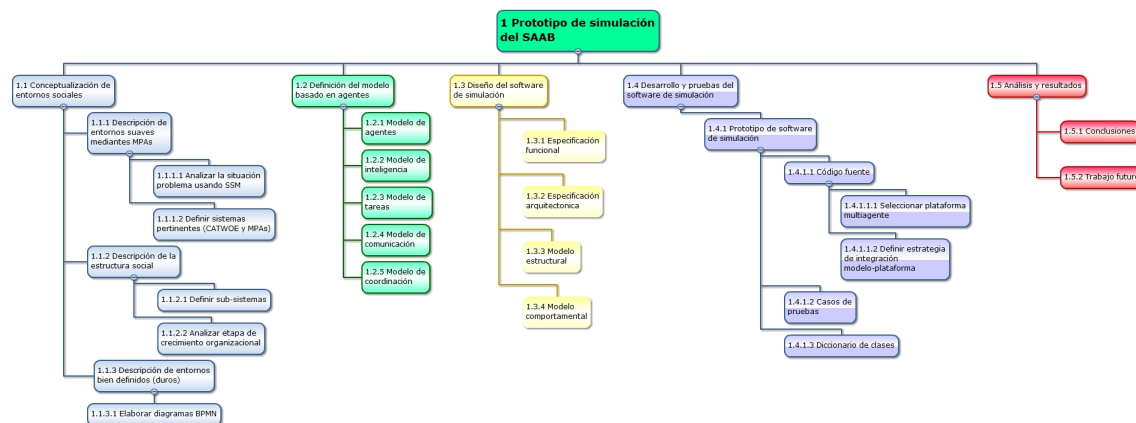 1 Prototipo de simulación
del SAAB
1.1 Conceptualización de
entornos sociales
1.1.1 Descripción de
entornos suaves
mediantes MPAs
1.1.1.1 Analizar la situación
problema usando SSM
1.1.1.2 Definir sistemas
pertinentes (CATWOE y MPAs)
1.1.2 Descripción de la
estructura social
1.1.2.1 Definir sub-sistemas
1.1.2.2 Analizar etapa de
crecimiento organizacional
1.1.3 Descripción de entornos
bien definidos (duros)
1.1.3.1 Elaborar diagramas BPMN
1.2 Definición del modelo
basado en agentes
1.2.1 Modelo de
agentes
1.2.2 Modelo de
inteligencia
1.2.3 Modelo de
tareas
1.2.4 Modelo de
comunicación
1.2.5 Modelo de
coordinación
1.3 Diseño del software
de simulación
1.3.1 Especificación
funcional
1.3.2 Especificación
arquitectonica
1.3.3 Modelo
estructural
1.3.4 Modelo
comportamental
1.4 Desarrollo y pruebas del
software de simulación
1.4.1 Prototipo de software
de simulación
1.4.1.1 Código fuente
1.4.1.1.1 Seleccionar plataforma
multiagente
1.4.1.1.2 Definir estrategia
de integración
modelo-plataforma
1.4.1.2 Casos de
pruebas
1.4.1.3 Diccionario de clases
1.5 Análisis y resultados
1.5.1 Conclusiones
1.5.2 Trabajo futuro